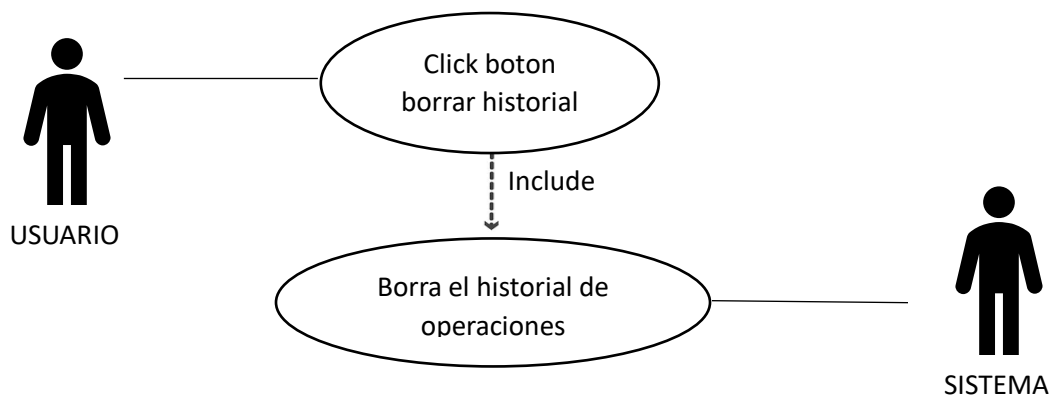 Click boton
borrar historial
Include
USUARIO
Borra el historial de
operaciones
SISTEMA